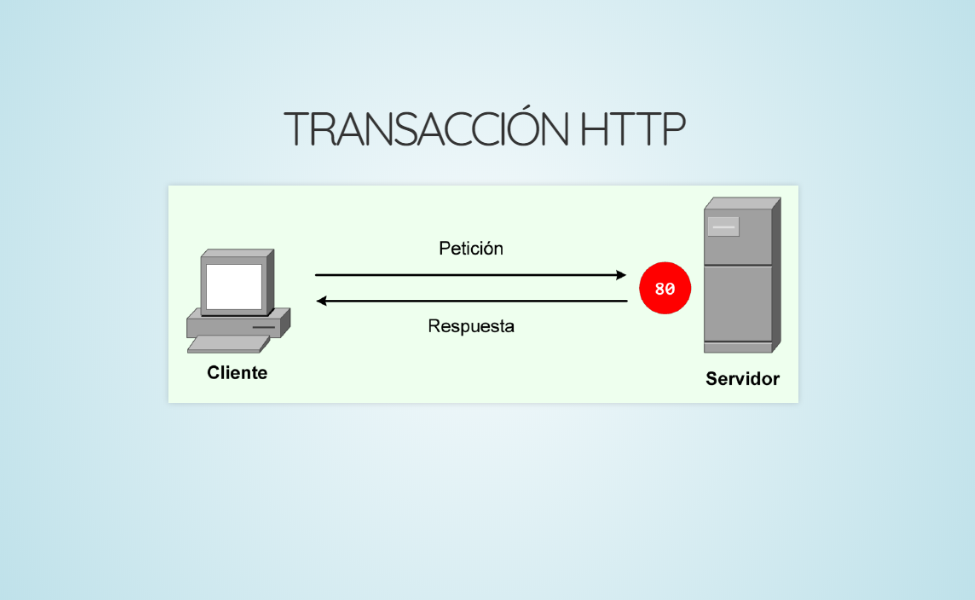 TRANSACCIÓN HTTP
Petición
80
Respuesta
Cliente
Servidor